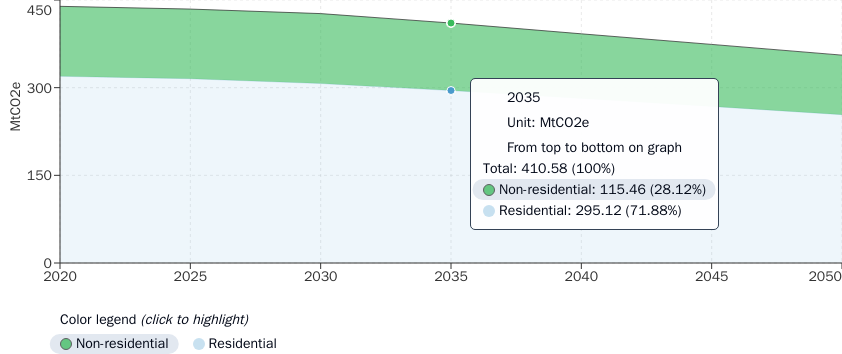 450
300
150
0
MtCO2e
2020
2025
2030
2035
2040
2045
2050
2035
Unit: MtCO2e
From top to bottom on graph
Total: 410.58 (100%)
Non-residential: 115.46 (28.12%)
Residential: 295.12 (71.88%)
Color legend (click to highlight)
Non-residential
Residential